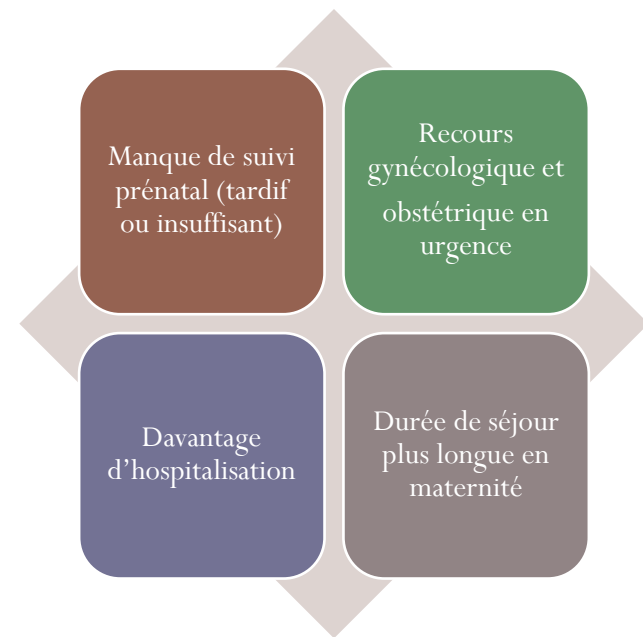 Manque de suivi
prénatal (tardif
ou insuffisant)
Recours
gynécologique et
obstétrique en
urgence
Davantage
d’hospitalisation
Durée de séjour
plus longue en
maternité